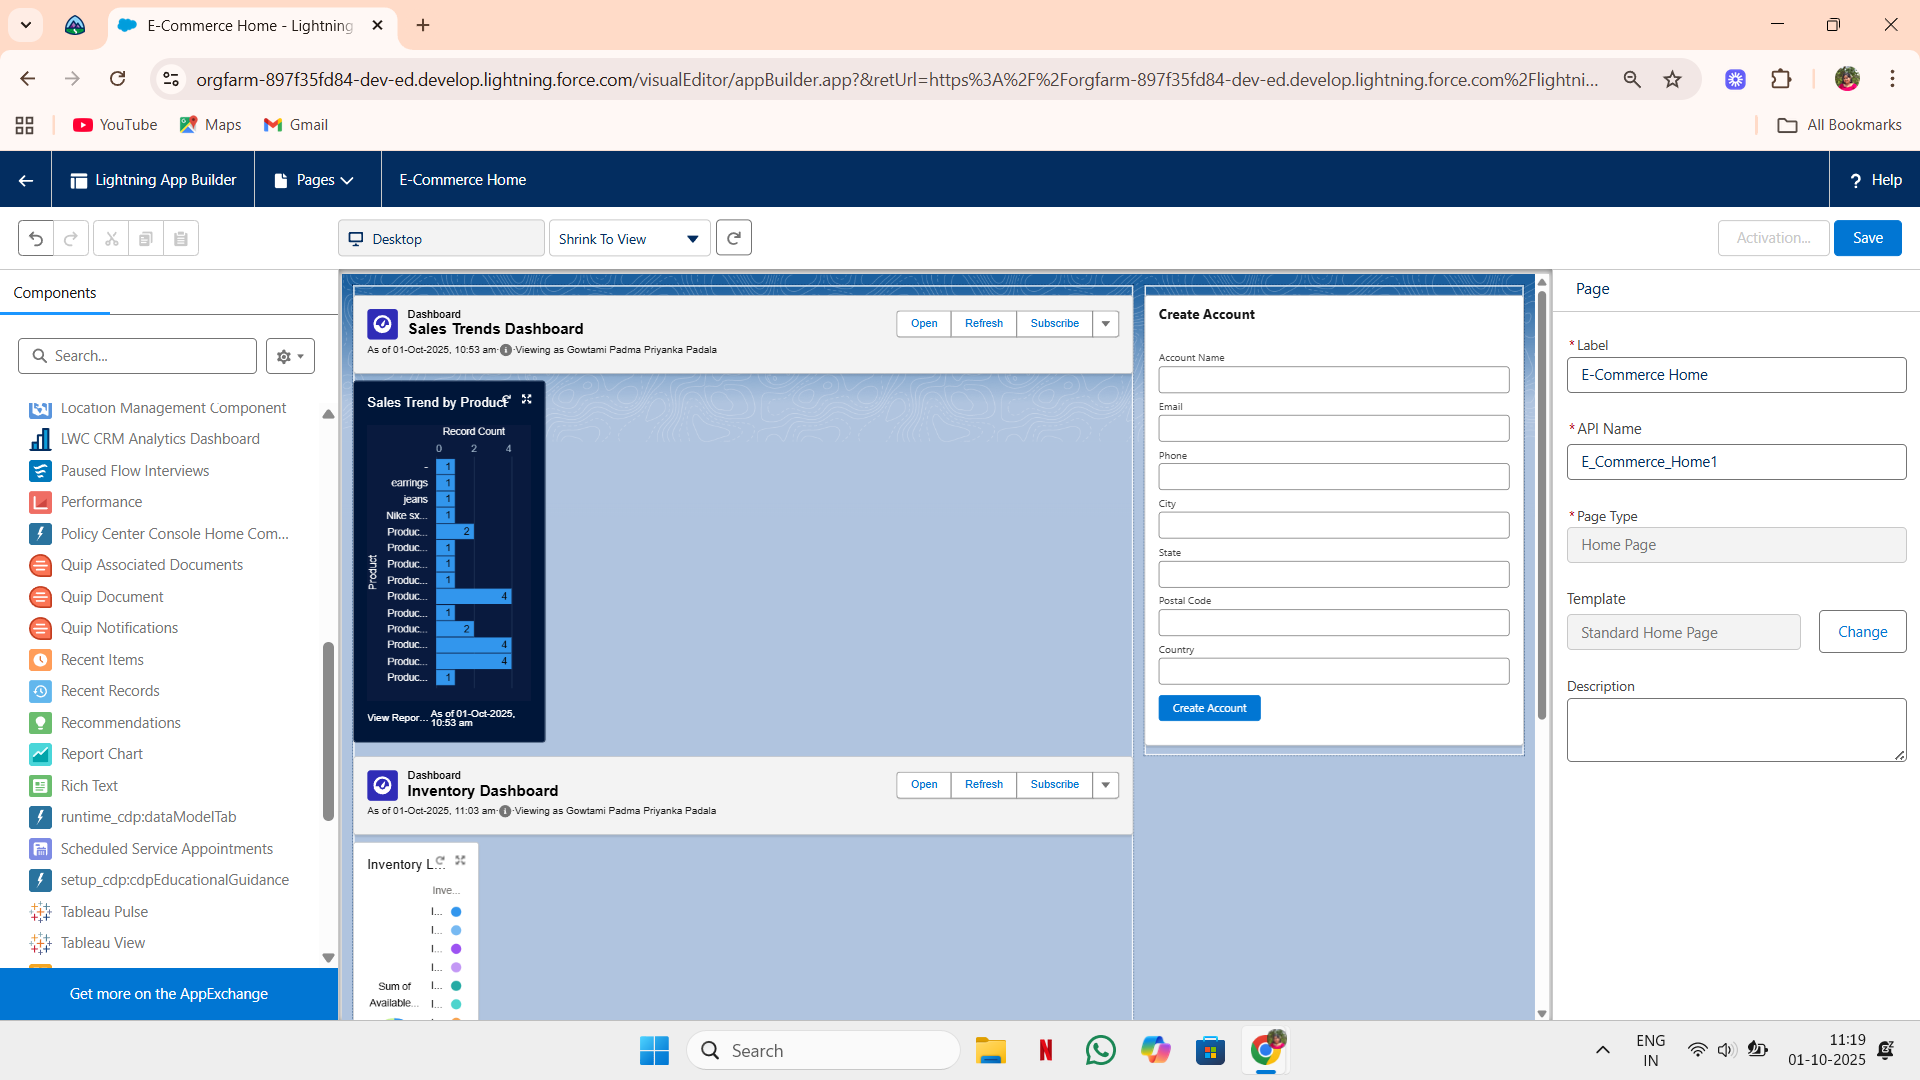 E-Commerce Home - Lightning
orgfarm-897f35fd84-dev-ed.develop.lightning.force.com/visualEditor/appBuilder.app?&retUrl=https%3A%2F%2Forgfarm-897f35fd84-dev-ed.develop.lightning.force.com%2Flightni...
YouTube
Maps
Gmail
All Bookmarks
Lightning App Builder
Pages
E-Commerce Home
? Help
Desktop
Shrink To View
Activation...
Save
Components
Search...
Location Management Component
LWC CRM Analytics Dashboard
Paused Flow Interviews
Performance
Policy Center Console Home Com...
Quip Associated Documents
Quip Document
Quip Notifications
Recent Items
Recent Records
Recommendations
Report Chart
Rich Text
runtime_cdp:dataModelTab
Scheduled Service Appointments
setup_cdp:cdpEducationalGuidance
Tableau Pulse
Tableau View
Get more on the AppExchange
Dashboard
Sales Trends Dashboard
As of 01-Oct-2025, 10:53 am·Viewing as Gowtami Padma Priyanka Padala
Open
Refresh
Subscribe
Sales Trend by Product
Record Count
0 2 4
Product
- 1
earrings 1
jeans 1
Nike sx... 1
Produc... 2
Produc... 1
Produc... 1
Produc... 1
Produc... 4
Produc... 1
Produc... 2
Produc... 4
Produc... 4
Produc... 1
View Repor...
As of 01-Oct-2025,
10:53 am
Dashboard
Inventory Dashboard
As of 01-Oct-2025, 11:03 am·Viewing as Gowtami Padma Priyanka Padala
Open
Refresh
Subscribe
Inventory L...
Inve...
I...
I...
I...
I...
I...
I...
Sum of
Available...
Create Account
Account Name
Email
Phone
City
State
Postal Code
Country
Create Account
Page
*Label
E-Commerce Home
*API Name
E_Commerce_Home1
*Page Type
Home Page
Template
Standard Home Page
Change
Description
Search
ENG
IN
11:19
01-10-2025